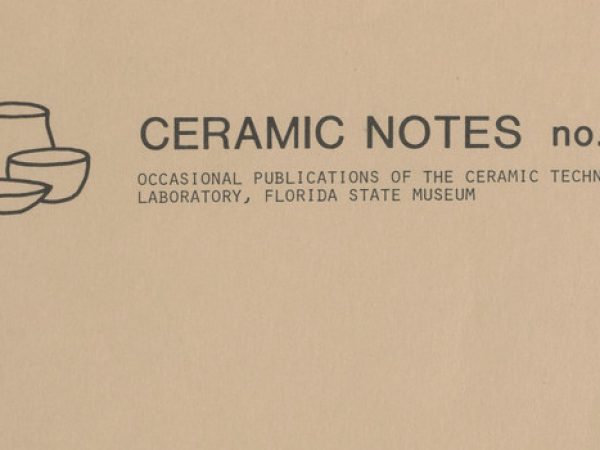 CERAMIC NOTES no.
OCCASIONAL PUBLICATIONS OF THE CERAMIC TECHN
LABORATORY, FLORIDA STATE MUSEUM